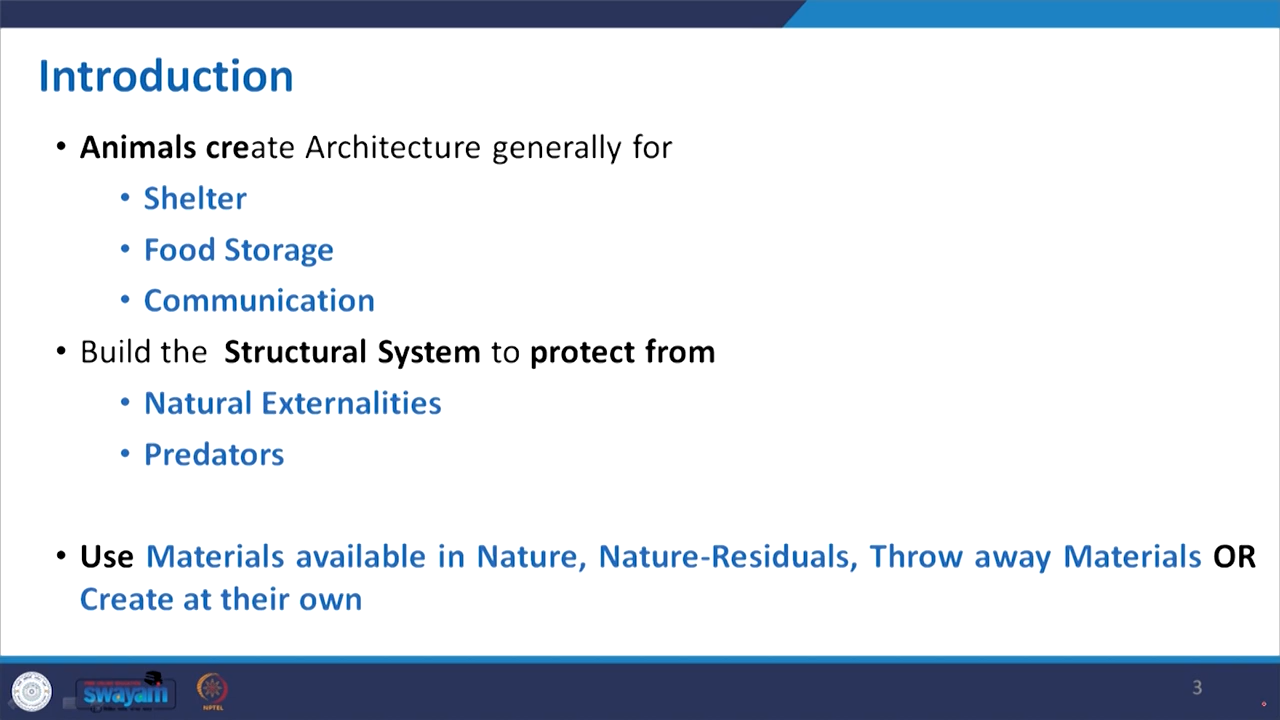 Introduction
• Animals create Architecture generally for
• Shelter
• Food Storage
• Communication
• Build the Structural System to protect from
• Natural Externalities
• Predators
• Use Materials available in Nature, Nature-Residuals, Throw away Materials OR
Create at their own
swayam
NPTEL
3